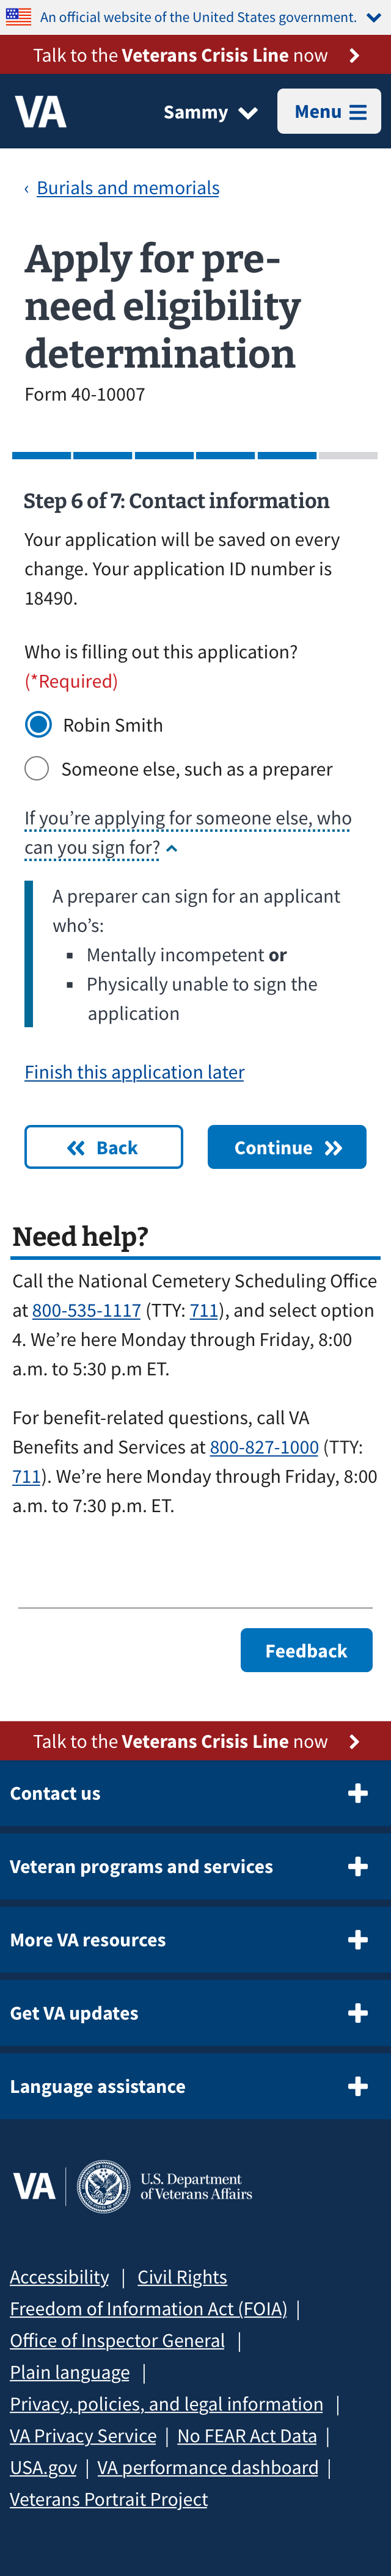 An official website of the United States government.
Talk to the Veterans Crisis Line now
VA
Sammy
Menu
‹ Burials and memorials
Apply for pre-
need eligibility
determination
Form 40-10007
Step 6 of 7: Contact information
Your application will be saved on every
change. Your application ID number is
18490.
Who is filling out this application?
(*Required)
Robin Smith
Someone else, such as a preparer
If you’re applying for someone else, who
can you sign for?
A preparer can sign for an applicant
who’s:
▪ Mentally incompetent or
▪ Physically unable to sign the
application
Finish this application later
Back
Continue
Need help?
Call the National Cemetery Scheduling Office
at 800-535-1117 (TTY: 711), and select option
4. We’re here Monday through Friday, 8:00
a.m. to 5:30 p.m ET.
For benefit-related questions, call VA
Benefits and Services at 800-827-1000 (TTY:
711). We’re here Monday through Friday, 8:00
a.m. to 7:30 p.m. ET.
Feedback
Talk to the Veterans Crisis Line now
Contact us
Veteran programs and services
More VA resources
Get VA updates
Language assistance
VA
U.S. Department
of Veterans Affairs
Accessibility | Civil Rights
Freedom of Information Act (FOIA) |
Office of Inspector General |
Plain language |
Privacy, policies, and legal information |
VA Privacy Service | No FEAR Act Data |
USA.gov | VA performance dashboard |
Veterans Portrait Project